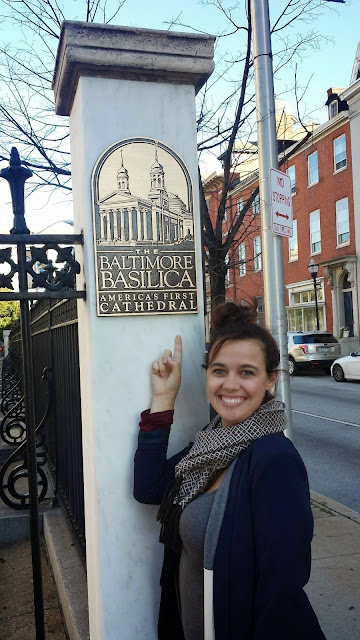 THE
BALTIMORE
BASILICA
AMERICA'S FIRST
CATHEDRAL
NO
STOPPING